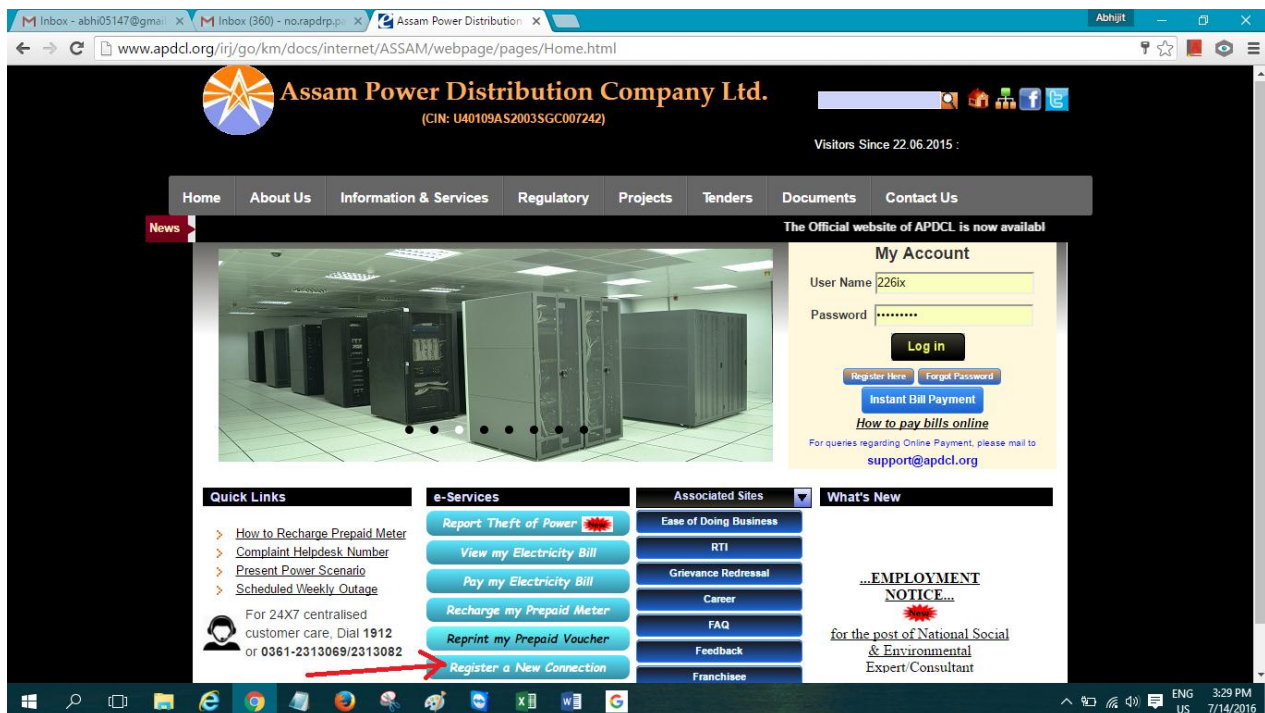 Inbox - abhi05147@gmail
Inbox (360) - no.rapdrp.p
Assam Power Distribution
Abhijit
www.apdcl.org/irj/go/km/docs/internet/ASSAM/webpage/pages/Home.html
Assam Power Distribution Company Ltd.
(CIN: U40109AS2003SGC007242)
Visitors Since 22.06.2015 :
Home About Us Information & Services Regulatory Projects Tenders Documents Contact Us
News
The Official website of APDCL is now availabl
My Account
User Name 226ix
Password •••••••••
Log in
Register Here Forgot Password
Instant Bill Payment
How to pay bills online
For queries regarding Online Payment, please mail to
support@apdcl.org
Quick Links
How to Recharge Prepaid Meter
Complaint Helpdesk Number
Present Power Scenario
Scheduled Weekly Outage
For 24X7 centralised
customer care, Dial 1912
or 0361-2313069/2313082
e-Services
Report Theft of Power New
View my Electricity Bill
Pay my Electricity Bill
Recharge my Prepaid Meter
Reprint my Prepaid Voucher
Register a New Connection
Associated Sites
Ease of Doing Business
RTI
Grievance Redressal
Career
FAQ
Feedback
Franchisee
What's New
...EMPLOYMENT
NOTICE...
New
for the post of National Social
& Environmental
Expert/Consultant
ENG
US
3:29 PM
7/14/2016